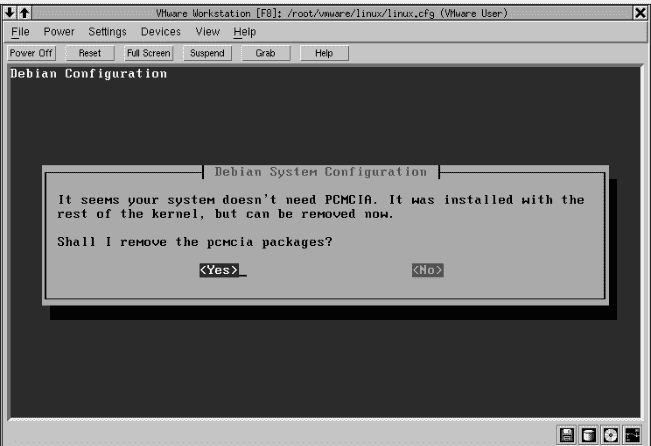 VMware Workstation [F8]: /root/vmware/linux/linux.cfg (VMware User)
File Power Settings Devices View Help
Power Off Reset Full Screen Suspend Grab Help
Debian Configuration
Debian System Configuration
It seems your system doesn't need PCMCIA. It was installed with the
rest of the kernel, but can be removed now.
Shall I remove the pcmcia packages?
<Yes> <No>